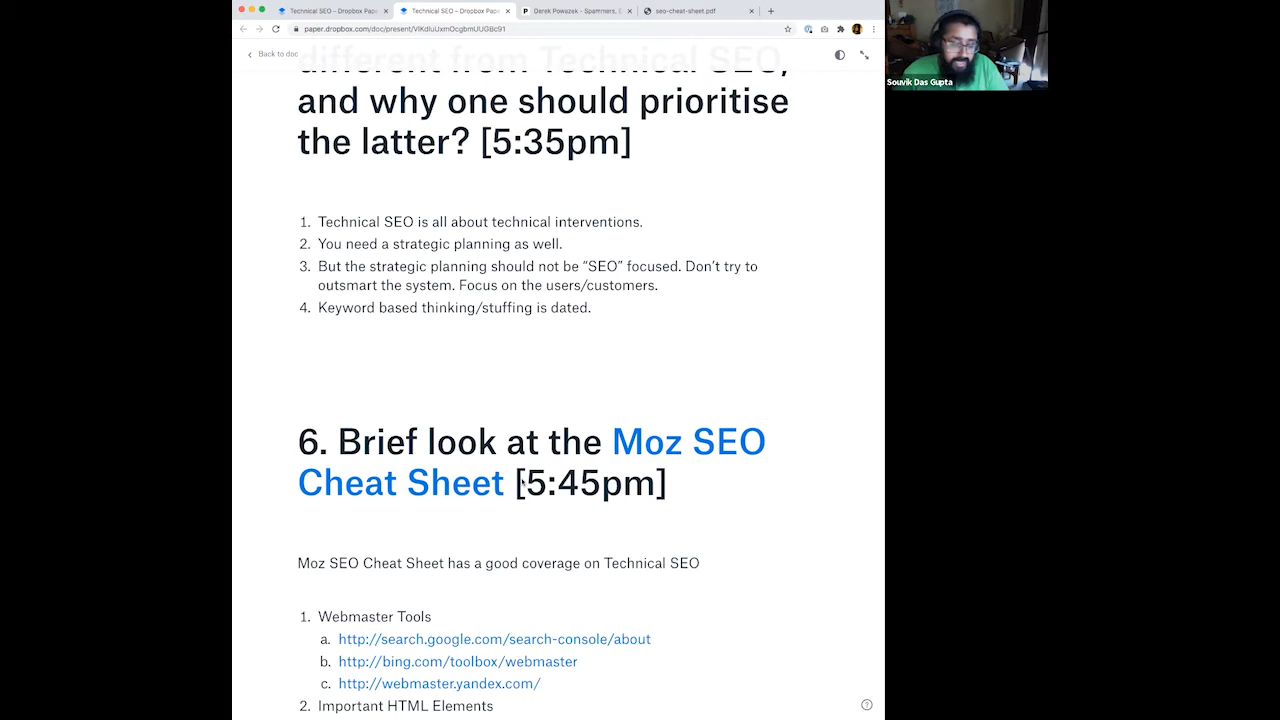 Technical SEO – Dropbox Pape
Technical SEO – Dropbox Pape
Derek Powazek - Spammers, E
seo-cheat-sheet.pdf
paper.dropbox.com/doc/present/VIKdIuUxmOcgbmUUGBc91
Back to doc
Souvik Das Gupta
different from Technical SEO,
and why one should prioritise
the latter? [5:35pm]
1. Technical SEO is all about technical interventions.
2. You need a strategic planning as well.
3. But the strategic planning should not be “SEO” focused. Don’t try to
outsmart the system. Focus on the users/customers.
4. Keyword based thinking/stuffing is dated.
6. Brief look at the Moz SEO
Cheat Sheet [5:45pm]
Moz SEO Cheat Sheet has a good coverage on Technical SEO
1. Webmaster Tools
a. http://search.google.com/search-console/about
b. http://bing.com/toolbox/webmaster
c. http://webmaster.yandex.com/
2. Important HTML Elements